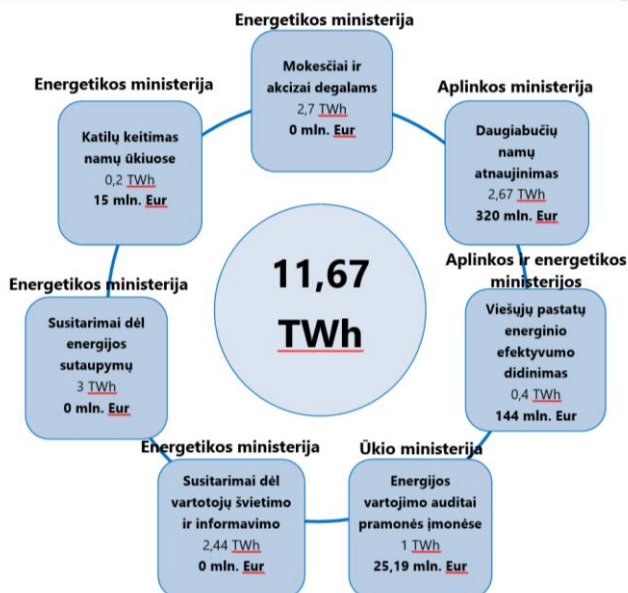 Energetikos ministerija
Mokesčiai ir
akcizai degalams
2,7 TWh
0 mln. Eur
Aplinkos ministerija
Daugiabučių
namų
atnaujinimas
2,67 TWh
320 mln. Eur
Aplinkos ir energetikos
ministerijos
Viešųjų pastatų
energinio
efektyvumo
didinimas
0,4 TWh
144 mln. Eur
Ūkio ministerija
Energijos
vartojimo auditai
pramonės įmonėse
1 TWh
25,19 mln. Eur
Energetikos ministerija
Susitarimai dėl
vartotojų švietimo
ir informavimo
2,44 TWh
0 mln. Eur
Energetikos ministerija
Susitarimai dėl
energijos
sutaupymų
3 TWh
0 mln. Eur
Energetikos ministerija
Katilų keitimas
namų ūkiuose
0,2 TWh
15 mln. Eur
11,67
TWh